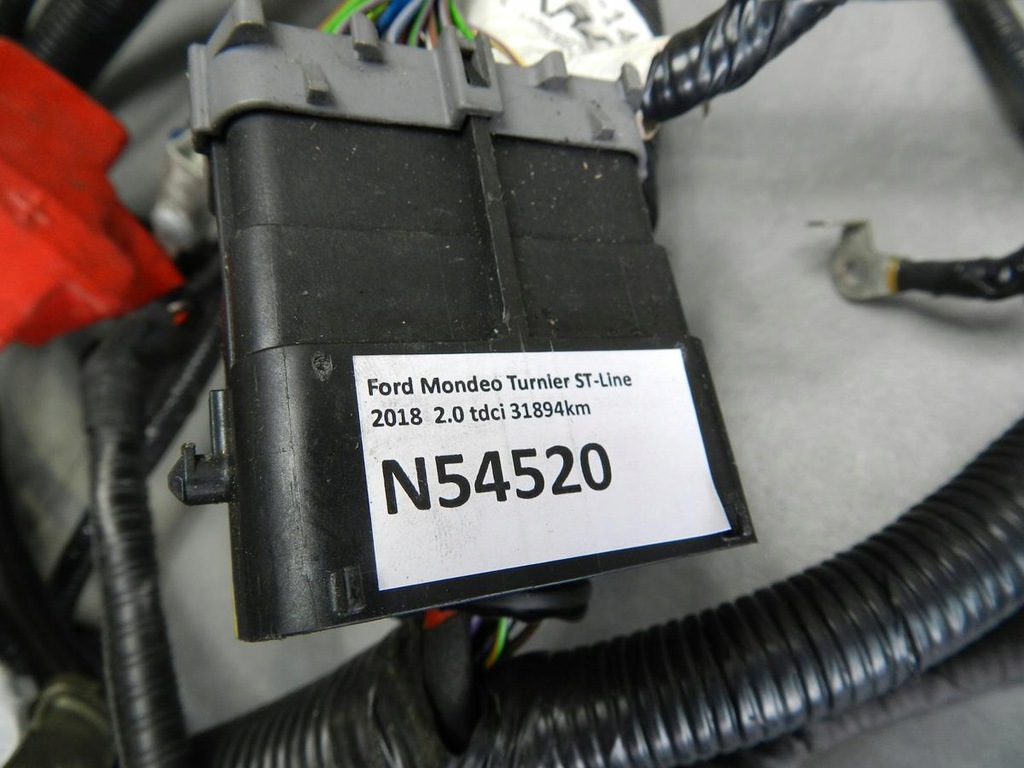 Ford Mondeo Turnier ST-Line
2018 2.0 tdci 31894km
N54520